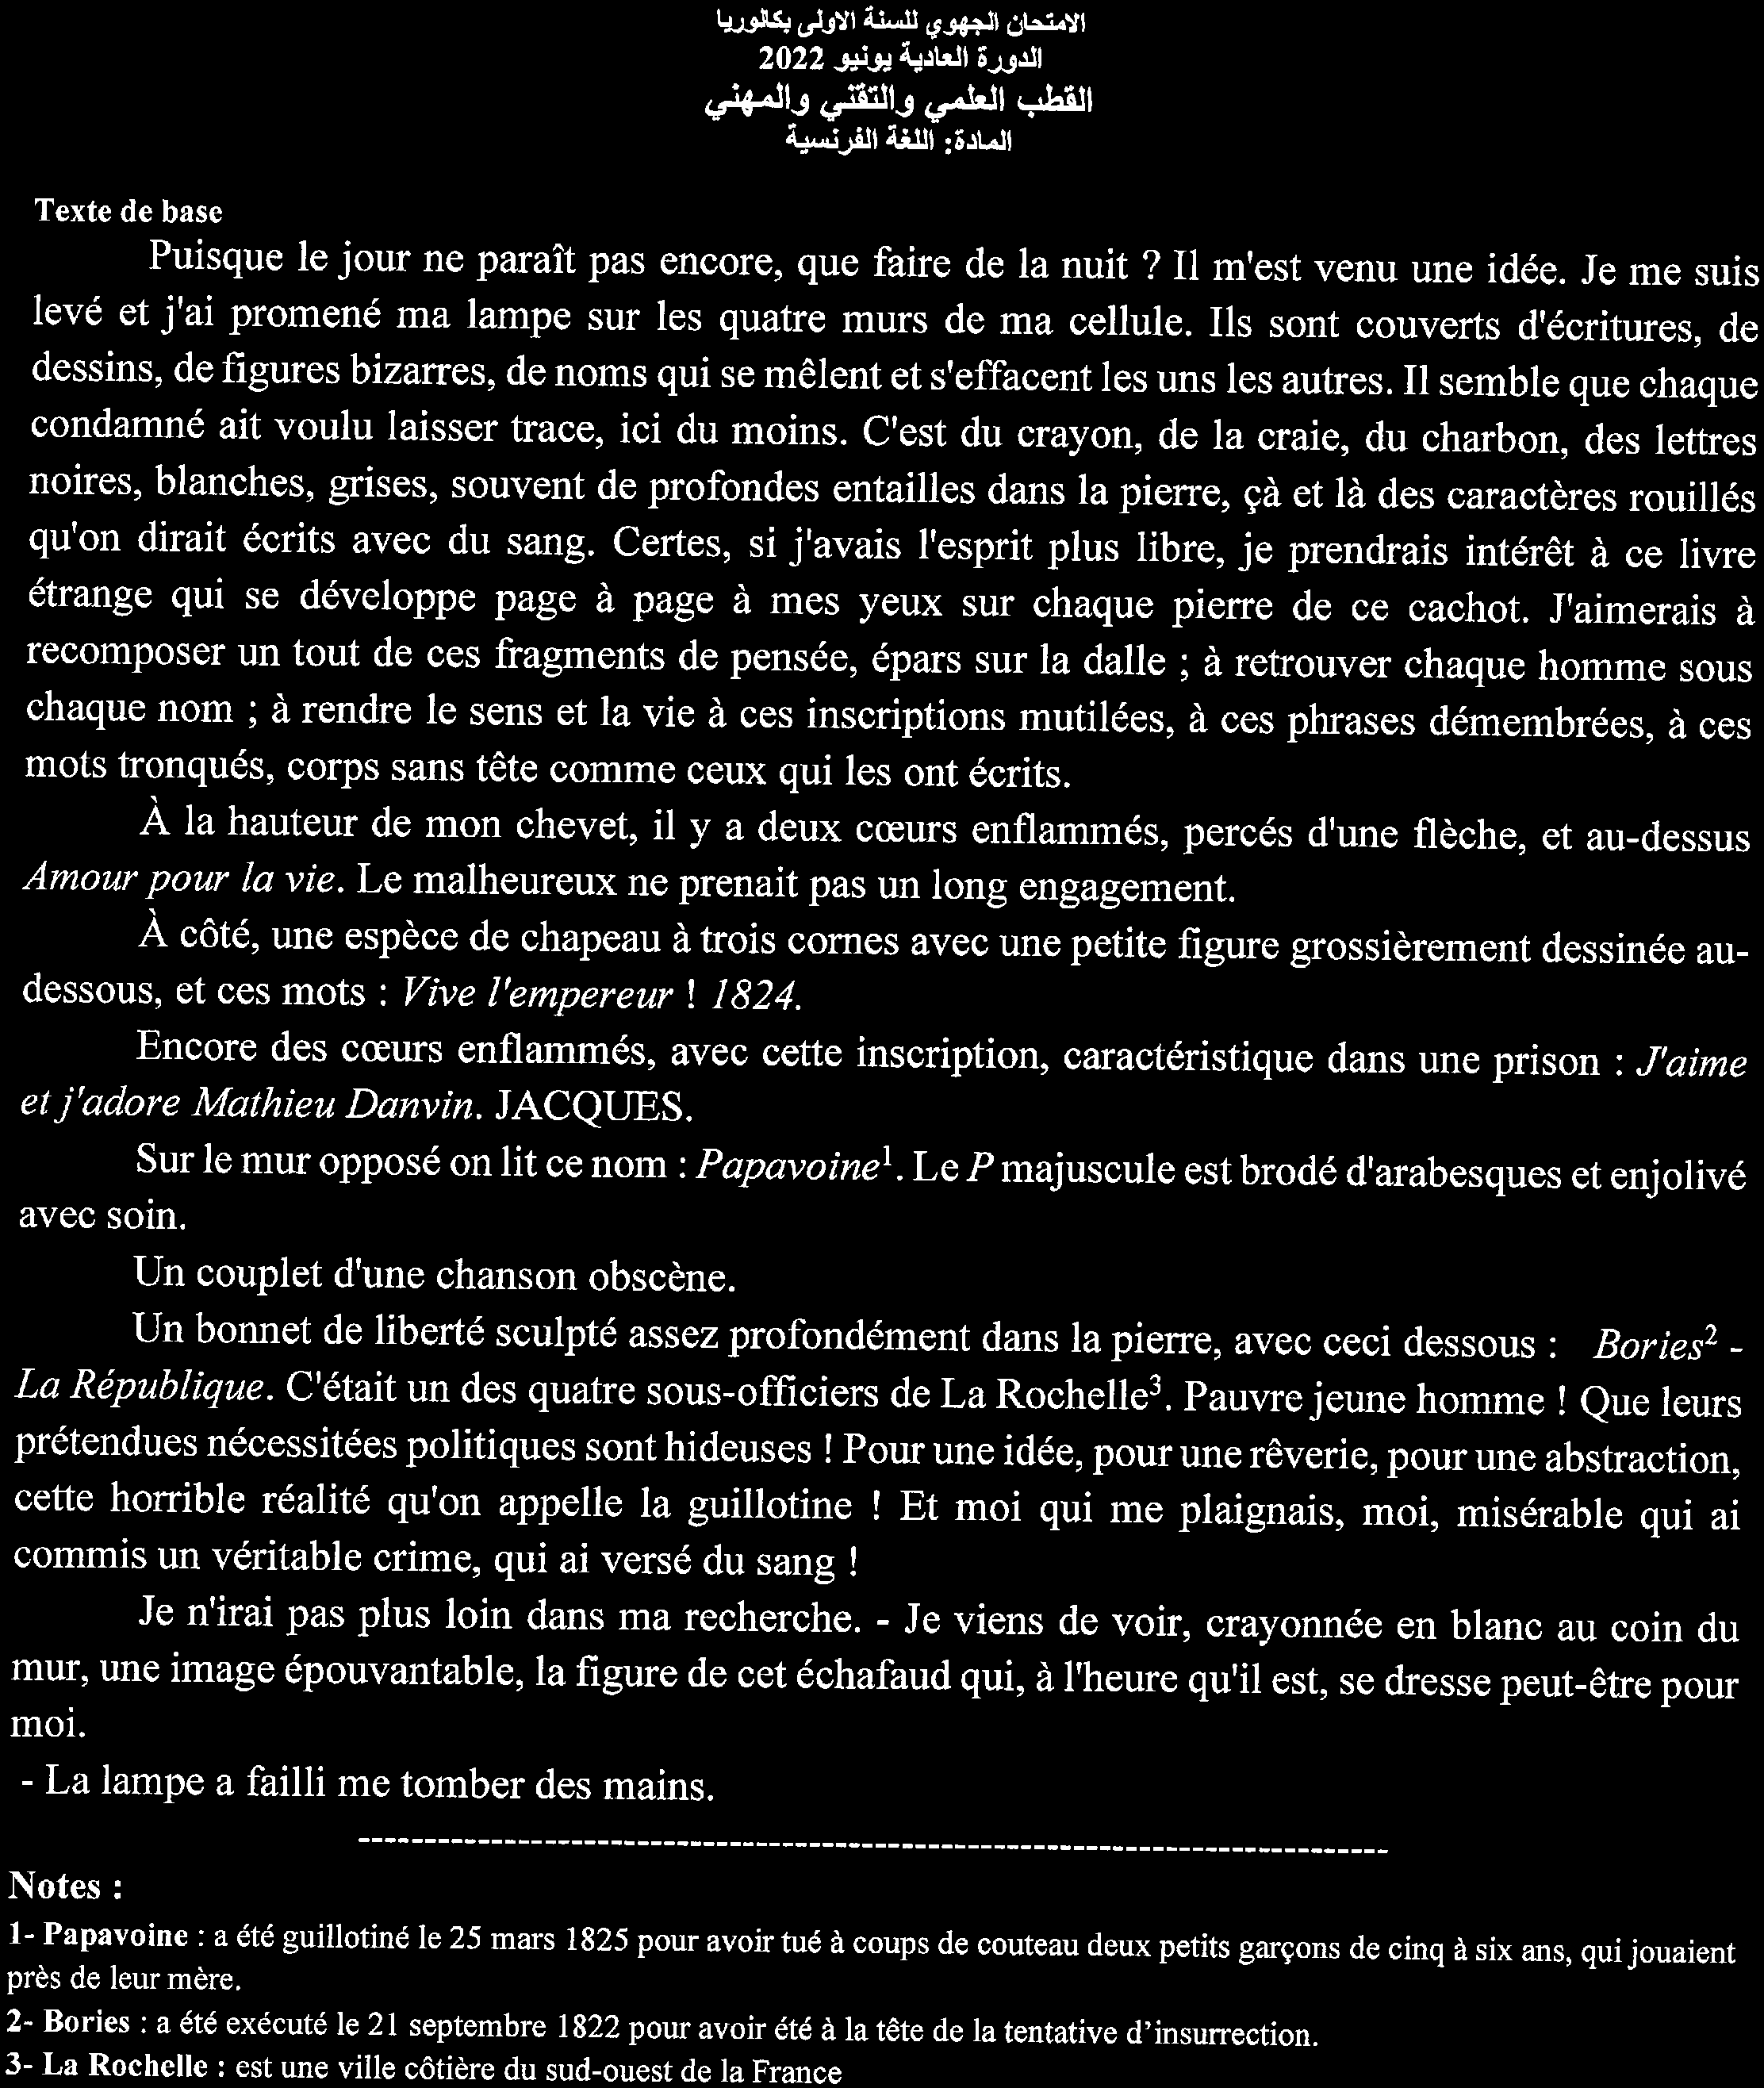 الامتحان الجهوي للسنة الاولى بكالوريا
الدورة العادية يونيو 2022
القطب العلمي والتقتي والمهني
المادة: اللغة الفرنسية
Texte de base
Puisque le jour ne paraît pas encore, que faire de la nuit ? Il m'est venu une idée. Je me suis
levé et j'ai promené ma lampe sur les quatre murs de ma cellule. Ils sont couverts d'écritures, de
dessins, de figures bizarres, de noms qui se mêlent et s'effacent les uns les autres. Il semble que chaque
condamné ait voulu laisser trace, ici du moins. C'est du crayon, de la craie, du charbon, des lettres
noires, blanches, grises, souvent de profondes entailles dans la pierre, çà et là des caractères rouillés
qu'on dirait écrits avec du sang. Certes, si j'avais l'esprit plus libre, je prendrais intérêt à ce livre
étrange qui se développe page à page à mes yeux sur chaque pierre de ce cachot. J'aimerais à
recomposer un tout de ces fragments de pensée, épars sur la dalle ; à retrouver chaque homme sous
chaque nom ; à rendre le sens et la vie à ces inscriptions mutilées, à ces phrases démembrées, à ces
mots tronqués, corps sans tête comme ceux qui les ont écrits.
À la hauteur de mon chevet, il y a deux cœurs enflammés, percés d'une flèche, et au-dessus
Amour pour la vie. Le malheureux ne prenait pas un long engagement.
À côté, une espèce de chapeau à trois cornes avec une petite figure grossièrement dessinée au-
dessous, et ces mots : Vive l'empereur ! 1824.
Encore des cœurs enflammés, avec cette inscription, caractéristique dans une prison : J'aime
et j'adore Mathieu Danvin. JACQUES.
Sur le mur opposé on lit ce nom : Papavoine¹. Le P majuscule est brodé d'arabesques et enjolivé
avec soin.
Un couplet d'une chanson obscène.
Un bonnet de liberté sculpté assez profondément dans la pierre, avec ceci dessous : Bories² -
La République. C'était un des quatre sous-officiers de La Rochelle³. Pauvre jeune homme ! Que leurs
prétendues nécessitées politiques sont hideuses ! Pour une idée, pour une rêverie, pour une abstraction,
cette horrible réalité qu'on appelle la guillotine ! Et moi qui me plaignais, moi, misérable qui ai
commis un véritable crime, qui ai versé du sang !
Je n'irai pas plus loin dans ma recherche. - Je viens de voir, crayonnée en blanc au coin du
mur, une image épouvantable, la figure de cet échafaud qui, à l'heure qu'il est, se dresse peut-être pour
moi.
- La lampe a failli me tomber des mains.
Notes :
1- Papavoine : a été guillotiné le 25 mars 1825 pour avoir tué à coups de couteau deux petits garçons de cinq à six ans, qui jouaient
près de leur mère.
2- Bories : a été exécuté le 21 septembre 1822 pour avoir été à la tête de la tentative d'insurrection.
3- La Rochelle : est une ville côtière du sud-ouest de la France